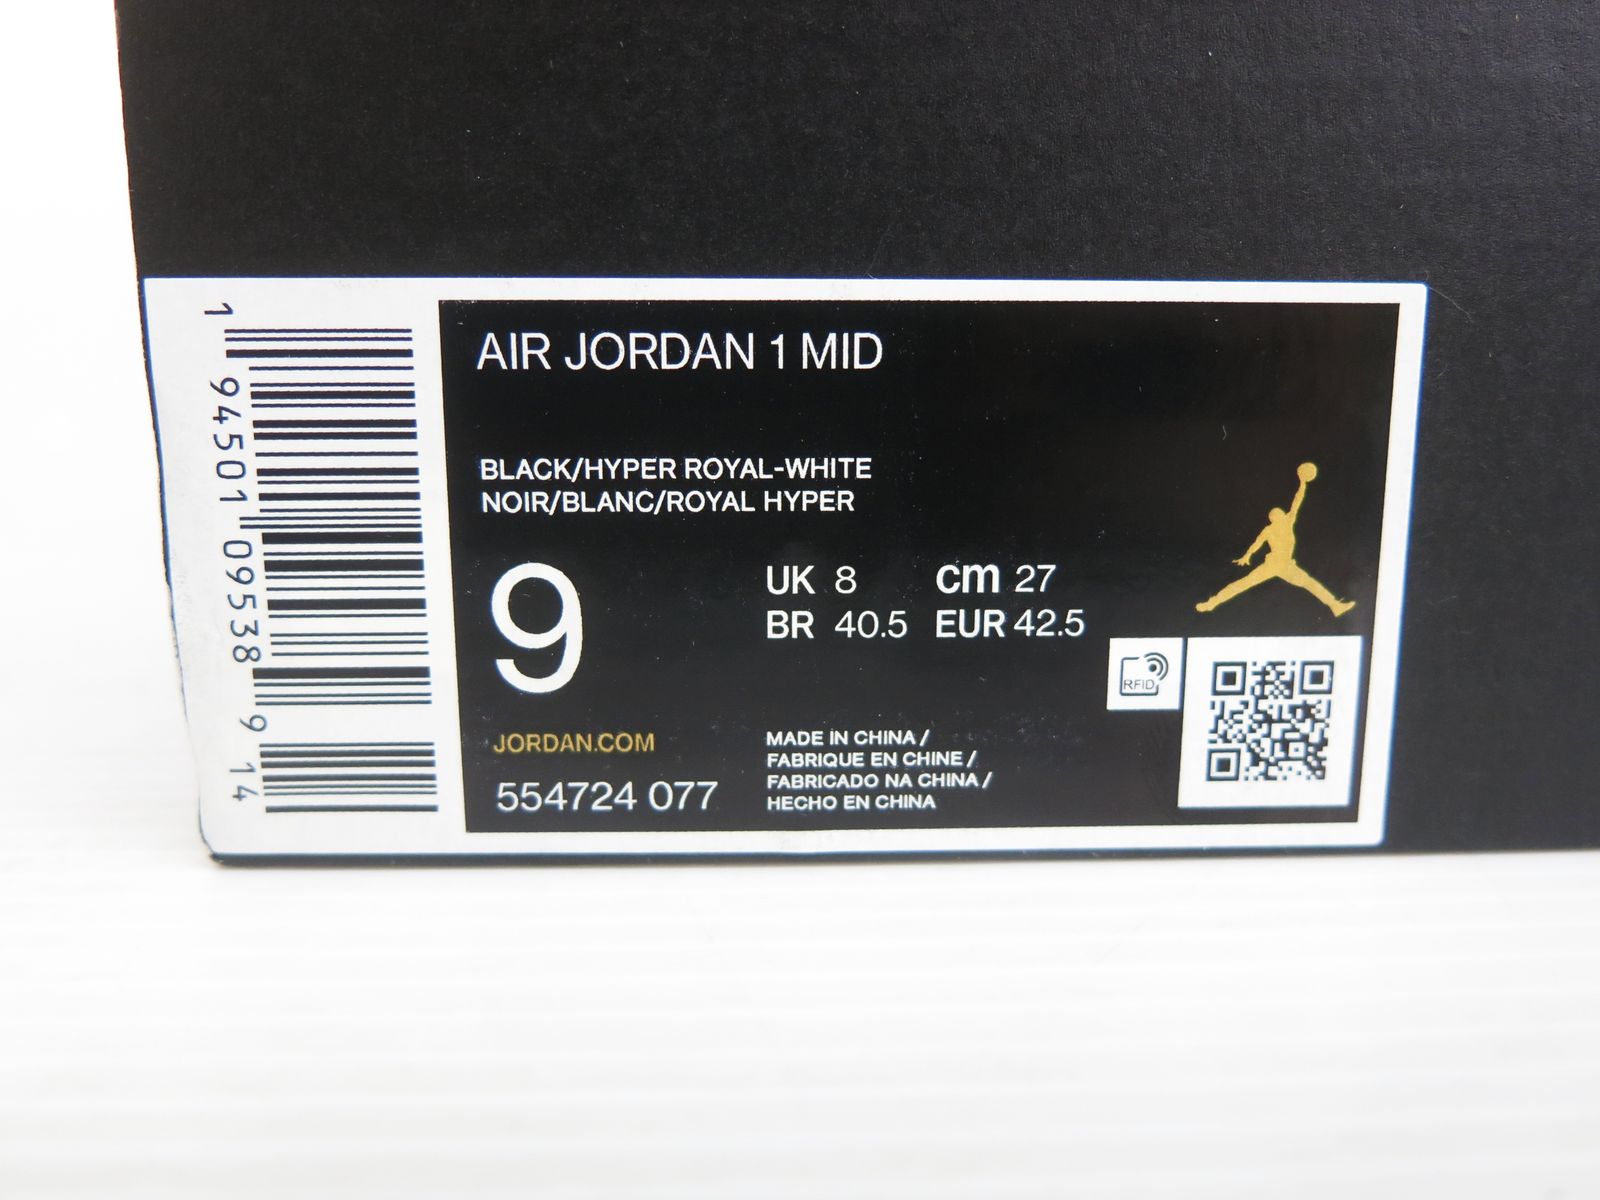 AIR JORDAN 1 MID
BLACK/HYPER ROYAL-WHITE
NOIR/BLANC/ROYAL HYPER
9
UK 8 cm 27
BR 40.5 EUR 42.5
RFID
JORDAN.COM
554724 077
MADE IN CHINA /
FABRIQUE EN CHINE /
FABRICADO NA CHINA /
HECHO EN CHINA
1 94501 09538 9 14